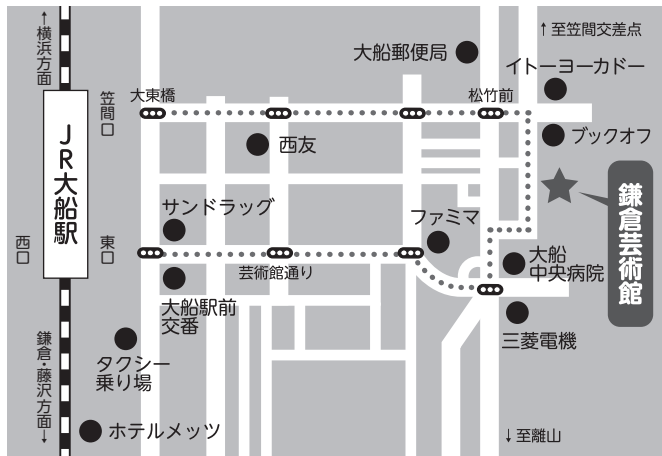 ↑横浜方面
大船郵便局
↑至笠間交差点
イトーヨーカドー
笠間口
大東橋
松竹前
JR大船駅
西友
ブックオフ
鎌倉芸術館
サンドラッグ
ファミマ
西口
東口
芸術館通り
大船
中央病院
大船駅前
交番
三菱電機
タクシー
乗り場
鎌倉・藤沢方面↓
ホテルメッツ
↓至離山